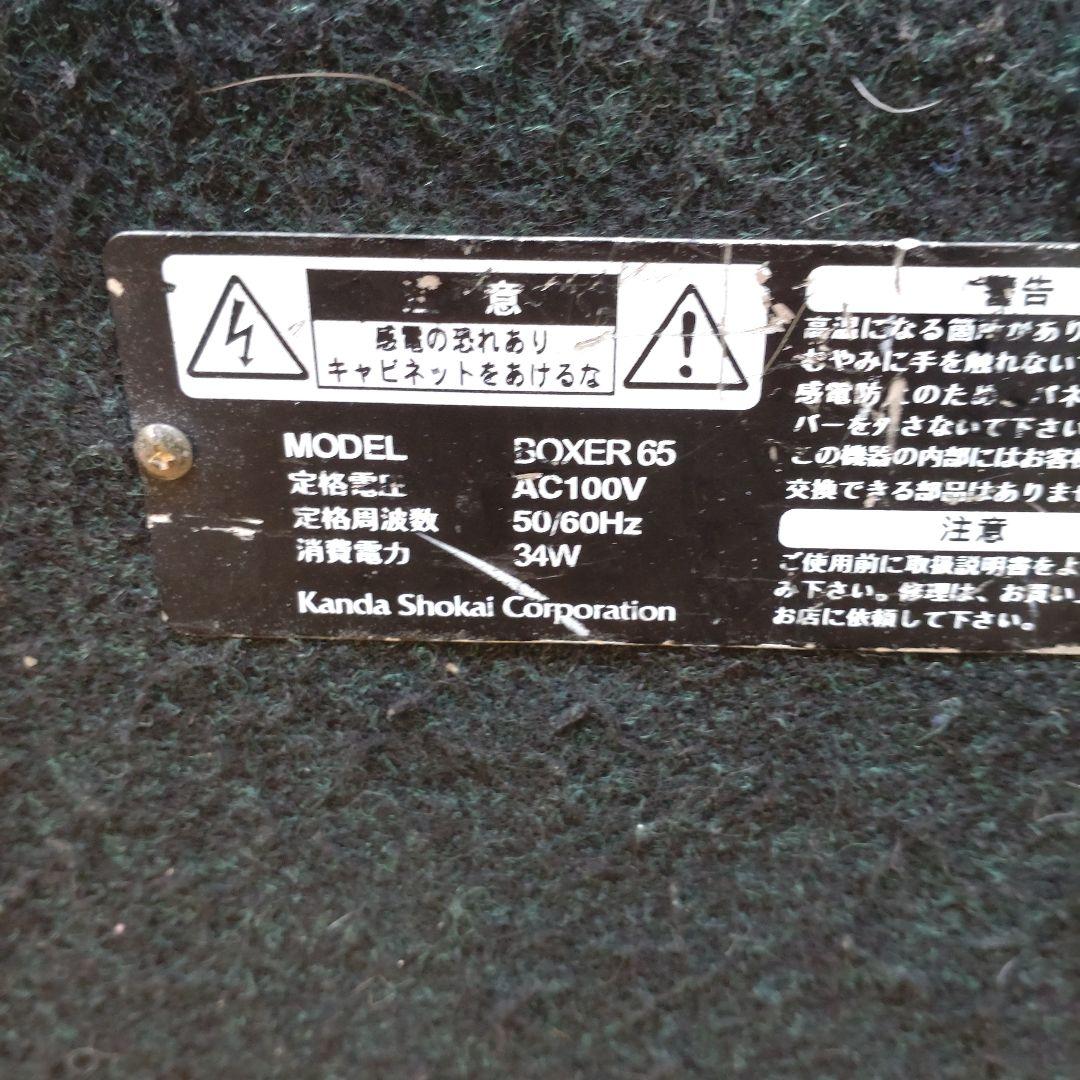 注意
感電の恐れあり
キャビネットをあけるな
MODEL BOXER 65
定格電圧 AC100V
定格周波数 50/60Hz
消費電力 34W
Kanda Shokai Corporation
警告
高温になる箇所があり
むやみに手を触れない
感電防止のため、パネ
バーを外さないで下さい
この機器の内部にはお客様
交換できる部品はありませ
注意
ご使用前に取扱説明書をよ
み下さい。修理は、お買い上
お店に依頼して下さい。